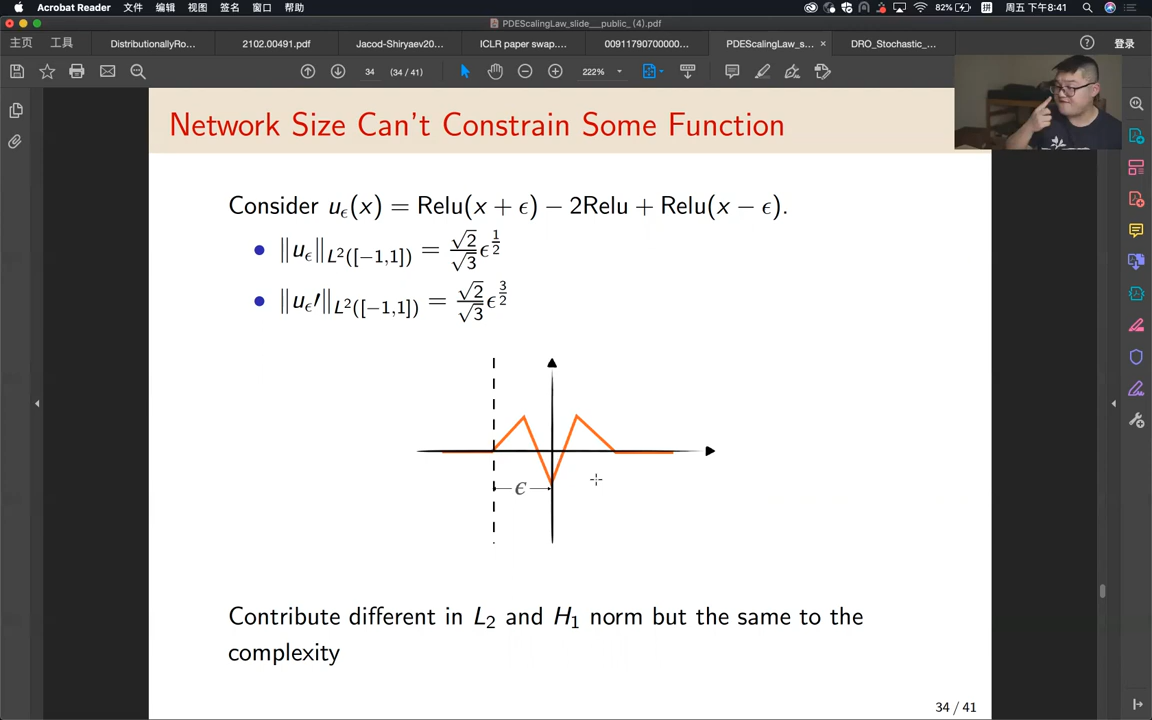 Acrobat Reader 文件 编辑 视图 签名 窗口 帮助 82% 拼 周五 下午8:41
PDEScalingLaw_slide__public_ (4).pdf
主页 工具 DistributionallyRo... 2102.00491.pdf Jacod-Shiryaev20... ICLR paper swap.... 00911790700000... PDEScalingLaw_s... × DRO_Stochastic_... 登录
34 (34 / 41) 222%
Network Size Can't Constrain Some Function
Consider u_ϵ(x) = Relu(x + ϵ) − 2Relu + Relu(x − ϵ).
• ‖u_ϵ‖_{L²([−1,1])} = √2/√3 ϵ^{1/2}
• ‖u_ϵ′‖_{L²([−1,1])} = √2/√3 ϵ^{3/2}
ϵ
Contribute different in L₂ and H₁ norm but the same to the
complexity
34 / 41